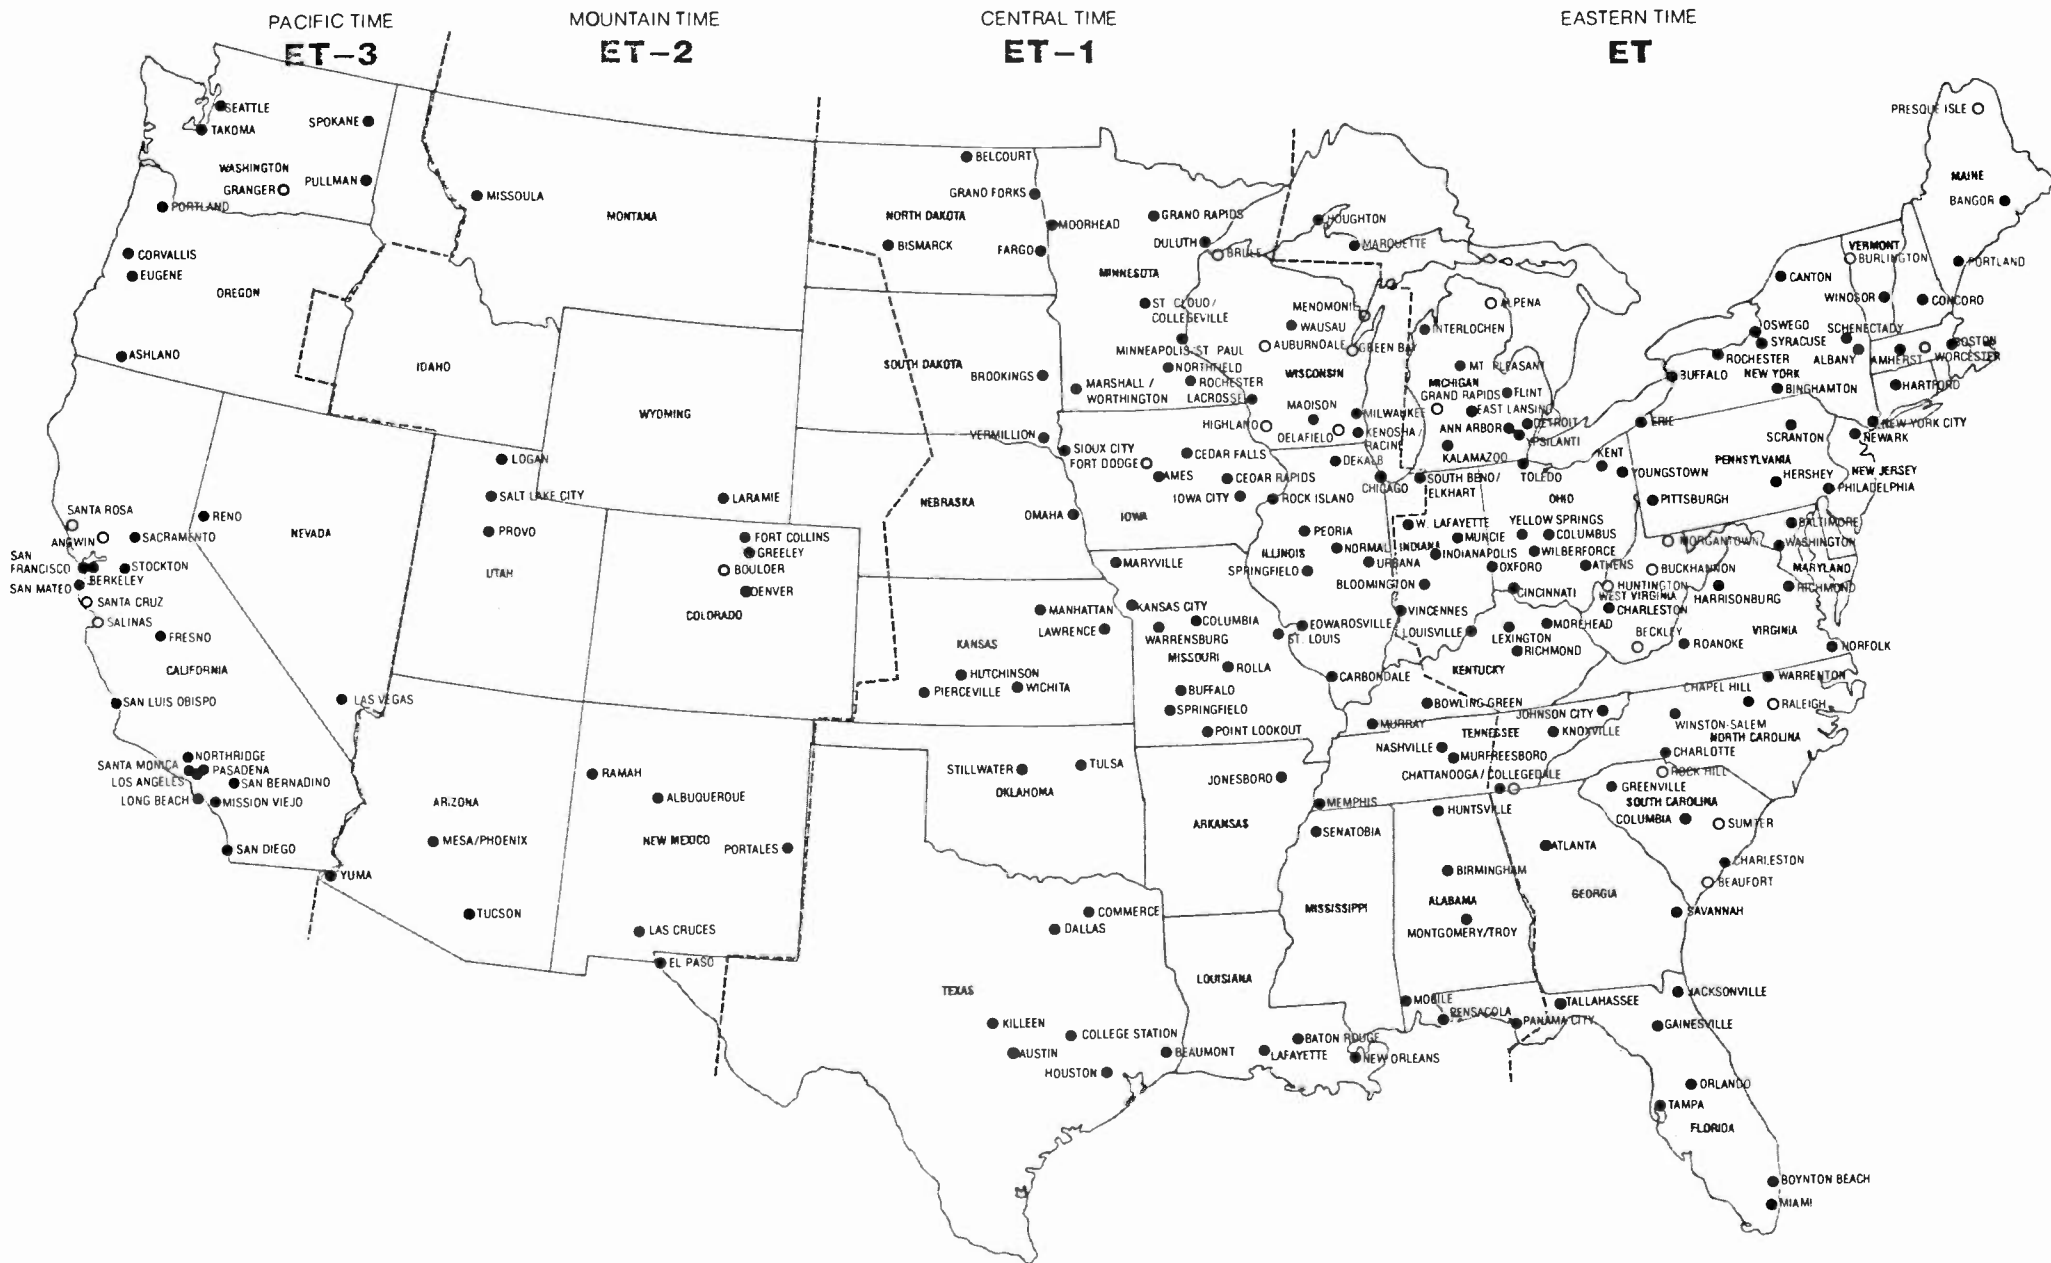 PACIFIC TIME
ET–3
MOUNTAIN TIME
ET–2
CENTRAL TIME
ET–1
EASTERN TIME
ET
SEATTLE
TAKOMA
SPOKANE
WASHINGTON
GRANGER
PULLMAN
PORTLAND
CORVALLIS
EUGENE
OREGON
ASHLAND
MISSOULA
MONTANA
IDAHO
WYOMING
LARAMIE
LOGAN
SALT LAKE CITY
PROVO
UTAH
NEVADA
RENO
LAS VEGAS
SANTA ROSA
ANGWIN
SACRAMENTO
SAN
FRANCISCO
BERKELEY
STOCKTON
SAN MATEO
SANTA CRUZ
SALINAS
FRESNO
CALIFORNIA
SAN LUIS OBISPO
NORTHRIDGE
SANTA MONICA
PASADENA
LOS ANGELES
SAN BERNADINO
LONG BEACH
MISSION VIEJO
SAN DIEGO
YUMA
ARIZONA
MESA/PHOENIX
TUCSON
FORT COLLINS
GREELEY
BOULDER
DENVER
COLORADO
RAMAH
ALBUQUERQUE
NEW MEXICO
PORTALES
LAS CRUCES
EL PASO
BELCOURT
GRANO FORKS
NORTH DAKOTA
BISMARCK
FARGO
SOUTH DAKOTA
BROOKINGS
VERMILLION
NEBRASKA
OMAHA
KANSAS
MANHATTAN
LAWRENCE
HUTCHINSON
PIERCEVILLE
WICHITA
STILLWATER
TULSA
OKLAHOMA
COMMERCE
DALLAS
TEXAS
KILLEEN
COLLEGE STATION
AUSTIN
BEAUMONT
HOUSTON
MOORHEAD
GRANO RAPIDS
DULUTH
MINNESOTA
ST CLOUD/
COLLEGEVILLE
MINNEAPOLIS/ST PAUL
NORTHFIELD
MARSHALL /
WORTHINGTON
ROCHESTER
LACROSSE
BRULE
MENOMONIE
WAUSAU
AUBURNDALE
GREEN BAY
WISCONSIN
MADISON
MILWAUKEE
HIGHLANO
DELAFIELD
KENOSHA /
RACINE
SIOUX CITY
FORT DODGE
CEDAR FALLS
AMES
CEDAR RAPIDS
IOWA CITY
IOWA
ROCK ISLAND
DEKALB
CHICAGO
PEORIA
NORMAL
ILLINOIS
URBANA
SPRINGFIELD
EOWAROSVILLE
CARBONDALE
MARYVILLE
KANSAS CITY
COLUMBIA
WARRENSBURG
ST. LOUIS
MISSOURI
ROLLA
BUFFALO
SPRINGFIELO
POINT LOOKOUT
JONESBORO
ARKANSAS
LOUISIANA
BATON ROUGE
LAFAYETTE
NEW ORLEANS
MISSISSIPPI
SENATOBIA
HOUGHTON
MARQUETTE
ALPENA
INTERLOCHEN
MT PLEASANT
MICHIGAN
GRAND RAPIDS
FLINT
EAST LANSING
DETROIT
ANN ARBOR
YPSILANTI
KALAMAZOO
SOUTH BENO/
ELKHART
W. LAFAYETTE
MUNCIE
INDIANA
INDIANAPOLIS
BLOOMINGTON
VINCENNES
TOLEDO
KENT
YOUNGSTOWN
OHIO
YELLOW SPRINGS
COLUMBUS
WILBERFORCE
OXFORO
ATHENS
CINCINNATI
LOUISVILLE
LEXINGTON
MOREHEAD
RICHMOND
KENTUCKY
BOWLING GREEN
MURRAY
TENNESSEE
JOHNSON CITY
KNOXVILLE
NASHVILLE
MURFREESBORO
CHATTANOOGA/COLLEGEDALE
MEMPHIS
HUNTSVILLE
BIRMINGHAM
ALABAMA
MONTGOMERY/TROY
MOBILE
ATLANTA
GEORGIA
SAVANNAH
PENSACOLA
PANAMA CITY
TALLAHASSEE
JACKSONVILLE
GAINESVILLE
ORLANDO
TAMPA
FLORIDA
BOYNTON BEACH
MIAMI
MORGANTOWN
BUCKHANNON
HUNTINGTON
WEST VIRGINIA
CHARLESTON
BECKLEY
HARRISONBURG
RICHMOND
VIRGINIA
ROANOKE
NORFOLK
WARRENTON
CHAPEL HILL
RALEIGH
WINSTON-SALEM
NORTH CAROLINA
CHARLOTTE
ROCK HILL
GREENVILLE
SOUTH CAROLINA
COLUMBIA
SUMTER
CHARLESTON
BEAUFORT
PRESQUE ISLE
MAINE
BANGOR
PORTLAND
VERMONT
BURLINGTON
CANTON
WINDSOR
CONCORO
OSWEGO
SYRACUSE
SCHENECTADY
ALBANY
AMHERST
BOSTON
WORCESTER
ROCHESTER
BUFFALO
NEW YORK
BINGHAMTON
HARTFORD
NEW YORK CITY
NEWARK
ERIE
SCRANTON
PENNSYLVANIA
HERSHEY
NEW JERSEY
PHILADELPHIA
PITTSBURGH
BALTIMORE
WASHINGTON
MARYLAND